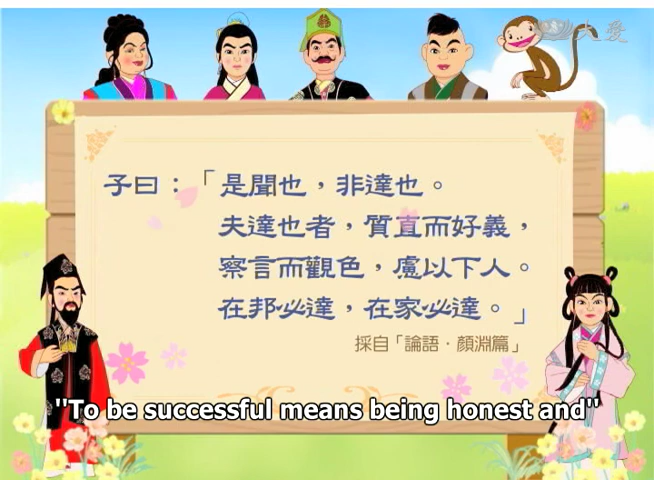 大愛
子曰：「是聞也，非達也。
夫達也者，質直而好義，
察言而觀色，慮以下人。
在邦必達，在家必達。」
採自「論語．顏淵篇」
"To be successful means being honest and"